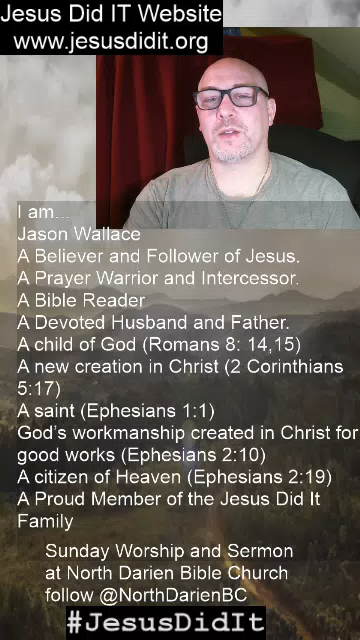 Jesus Did IT Website
www.jesusdidit.org
I am...
Jason Wallace
A Believer and Follower of Jesus.
A Prayer Warrior and Intercessor.
A Bible Reader
A Devoted Husband and Father.
A child of God (Romans 8: 14,15)
A new creation in Christ (2 Corinthians
5:17)
A saint (Ephesians 1:1)
God's workmanship created in Christ for
good works (Ephesians 2:10)
A citizen of Heaven (Ephesians 2:19)
A Proud Member of the Jesus Did It
Family
Sunday Worship and Sermon
at North Darien Bible Church
follow @NorthDarienBC
#JesusDidIt